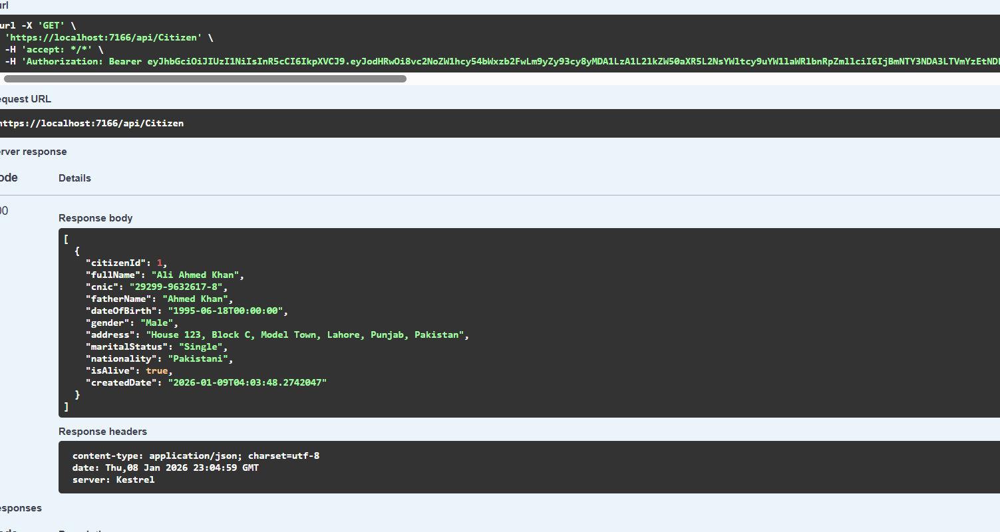 url
url -X 'GET' \
'https://localhost:7166/api/Citizen' \
-H 'accept: */*' \
-H 'Authorization: Bearer
equest URL
https://localhost:7166/api/Citizen
erver response
ode
Details
00
Response body
[
{
"citizenId": 1,
"fullName": "Ali Ahmed Khan",
"cnic": "29299-9632617-8",
"fatherName": "Ahmed Khan",
"dateOfBirth": "1995-06-18T00:00:00",
"gender": "Male",
"address": "House 123, Block C, Model Town, Lahore, Punjab, Pakistan",
"maritalStatus": "Single",
"nationality": "Pakistani",
"isAlive": true,
"createdDate": "2026-01-09T04:03:48.2742047"
}
]
Response headers
content-type: application/json; charset=utf-8
date: Thu,08 Jan 2026 23:04:59 GMT
server: Kestrel
esponses